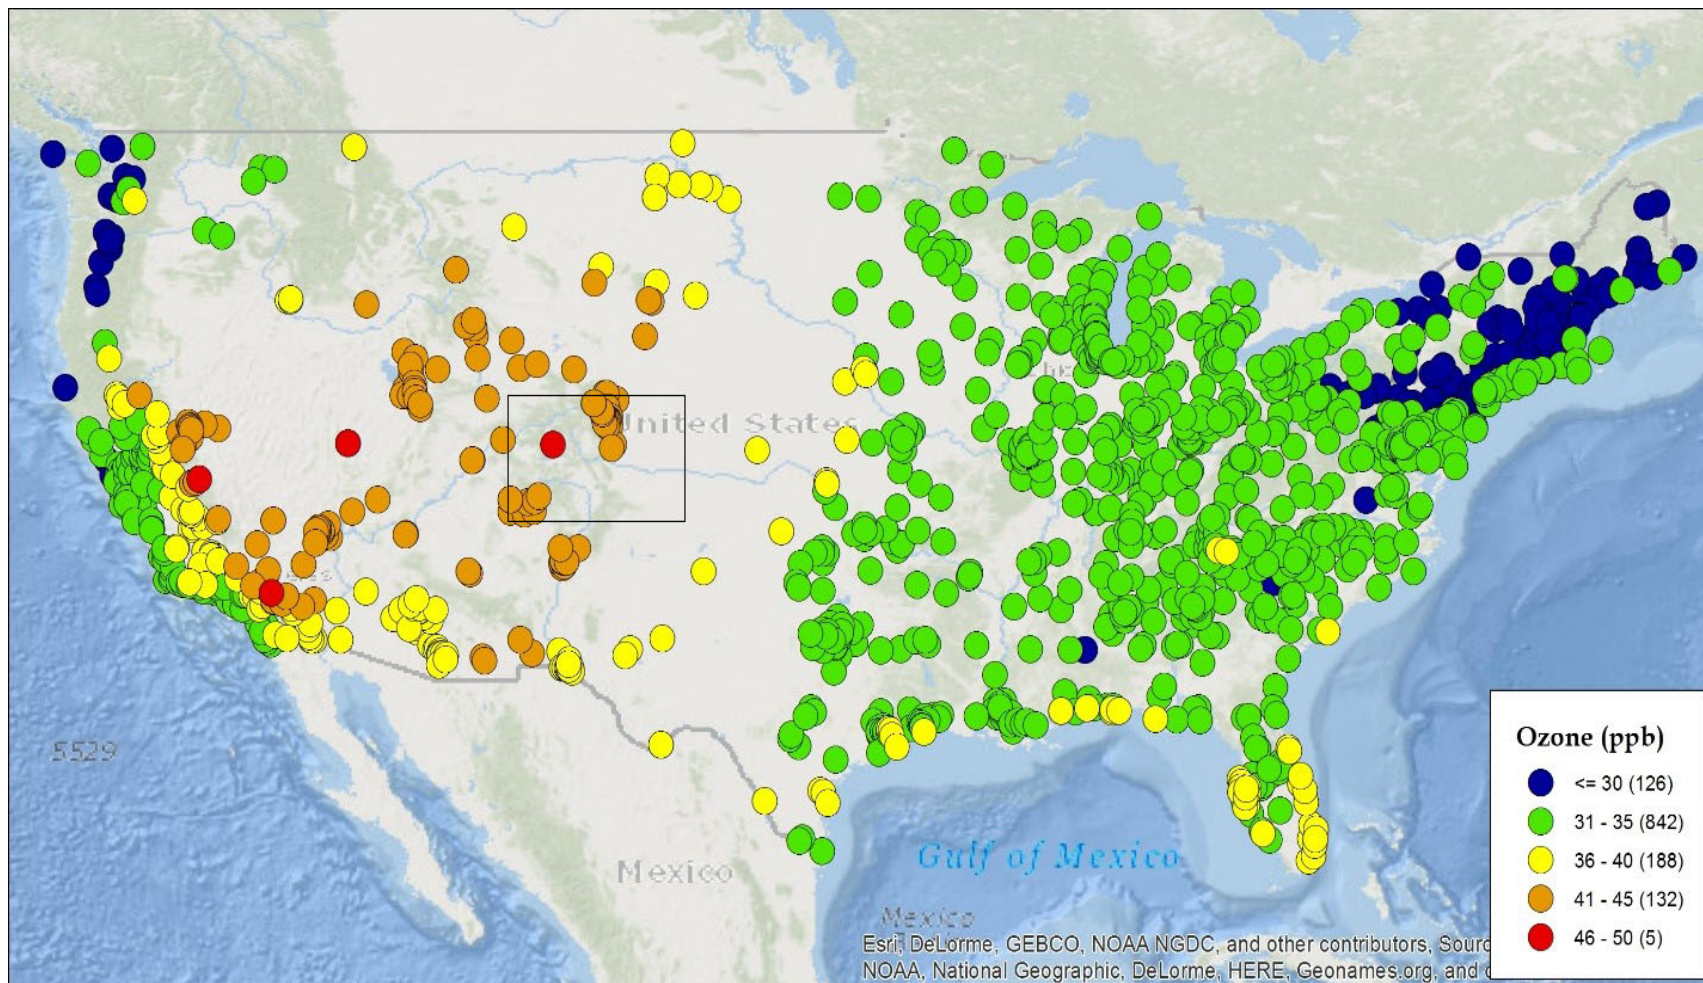 United States
5529
Ozone (ppb)
<= 30 (126)
31 - 35 (842)
36 - 40 (188)
41 - 45 (132)
46 - 50 (5)
Gulf of Mexico
Mexico
Mexico
Esri, DeLorme, GEBCO, NOAA NGDC, and other contributors,
NOAA, National Geographic, DeLorme, HERE, Geonames.org, and